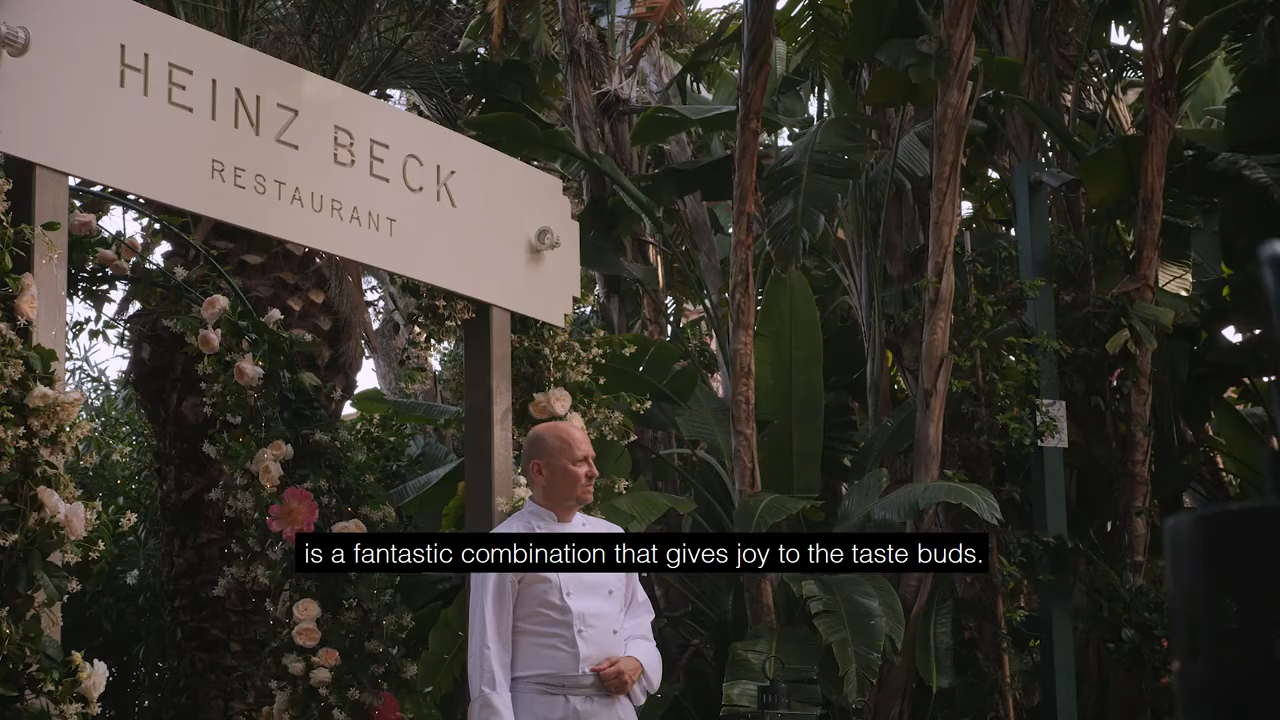 HEINZ BECK
RESTAURANT
is a fantastic combination that gives joy to the taste buds.